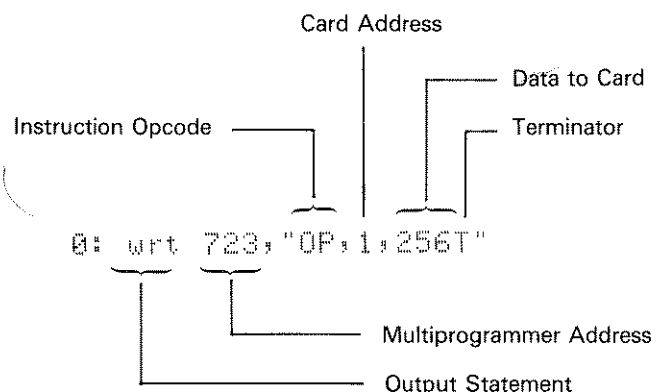 Card Address
Data to Card
Instruction Opcode
Terminator
0: wrt 723,"OP,1,256T"
Multiprogrammer Address
Output Statement